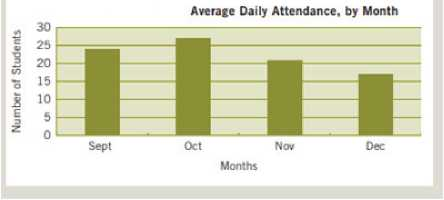 Average Daily Attendance, by Month
Number of Students
30
25
20
15
10
5
0
Sept Oct Nov Dec
Months